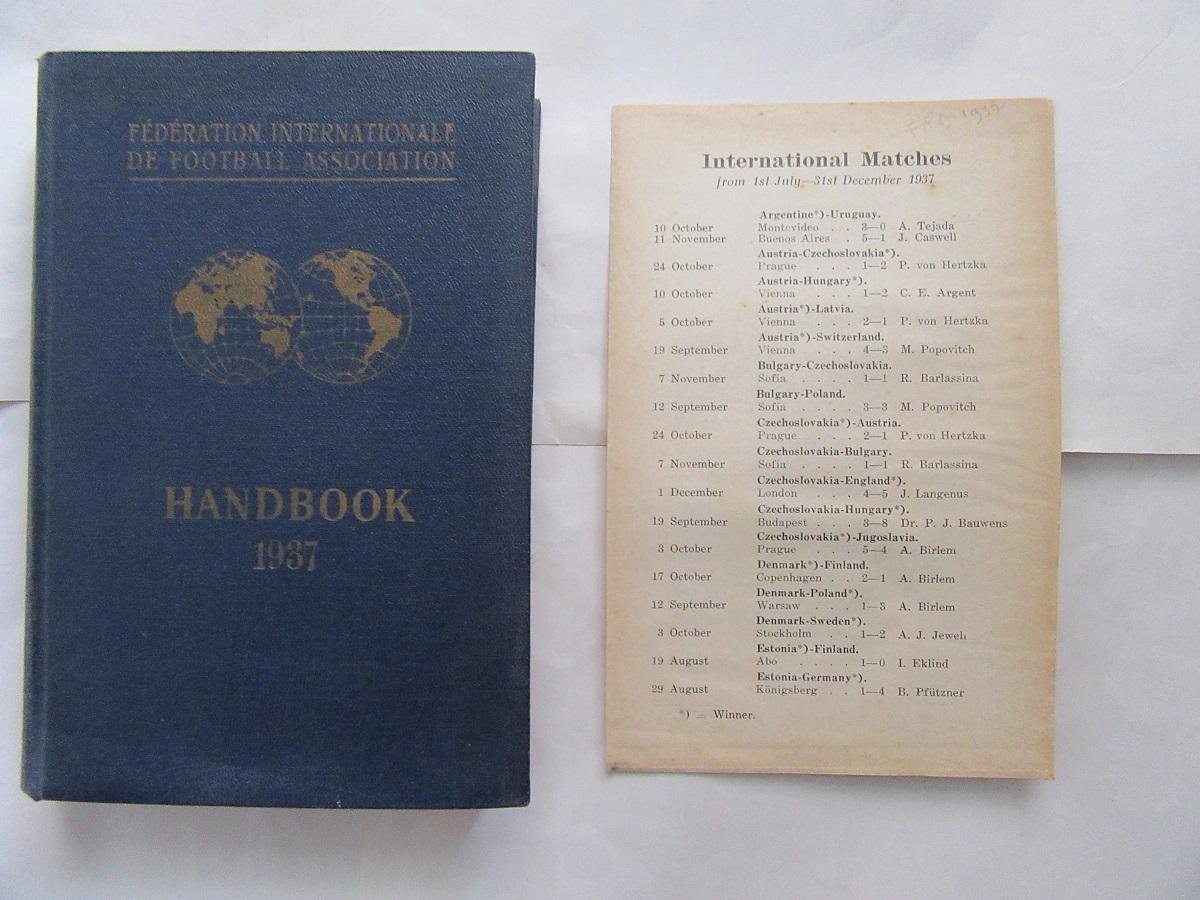 FÉDÉRATION INTERNATIONALE
DE FOOTBALL ASSOCIATION
HANDBOOK
1937
International Matches
from 1st July—31st December 1937
Argentine*)-Uruguay.
10 October Montevideo . . 3—0 A. Tejada
11 November Buenos Aires . 5—1 J. Caswell
Austria-Czechoslovakia*).
24 October Prague . . . 1—2 P. von Hertzka
Austria-Hungary*).
10 October Vienna . . . 1—2 C. E. Argent
Austria*)-Latvia.
5 October Vienna . . . 2—1 P. von Hertzka
Austria*)-Switzerland.
19 September Vienna . . . 4—3 M. Popovitch
Bulgary-Czechoslovakia.
7 November Sofia . . . . 1—1 R. Barlassina
Bulgary-Poland.
12 September Sofia . . . . 3—3 M. Popovitch
Czechoslovakia*)-Austria.
24 October Prague . . . 2—1 P. von Hertzka
Czechoslovakia-Bulgary.
7 November Sofia . . . . 1—1 R. Barlassina
Czechoslovakia-England*).
1 December London . . . 4—5 J. Langenus
Czechoslovakia-Hungary*).
19 September Budapest . . . 3—8 Dr. P. J. Bauwens
Czechoslovakia*)-Jugoslavia.
3 October Prague . . . 5—4 A. Birlem
Denmark*)-Finland.
17 October Copenhagen . . 2—1 A. Birlem
Denmark-Poland*).
12 September Warsaw . . . 1—3 A. Birlem
Denmark-Sweden*).
3 October Stockholm . . 1—2 A. J. Jewell
Estonia*)-Finland.
19 August Abo . . . . 1—0 I. Eklind
Estonia-Germany*).
29 August Königsberg . . 1—4 B. Pfützner
*) = Winner.